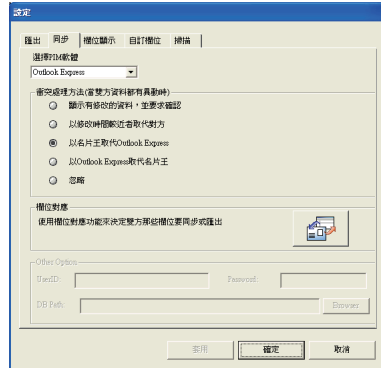 設定
匯出 同步 欄位顯示 自訂欄位 掃描
選擇PIM軟體
Outlook Express
衝突處理方法(當雙方資料都有異動時)
顯示有修改的資料，並要求確認
以修改時間較近者取代對方
以名片王取代Outlook Express
以Outlook Express取代名片王
忽略
欄位對應
使用欄位對應功能來決定雙方那些欄位要同步或匯出
Other Option
UserID: Password:
DB Path: Browser
套用 確定 取消